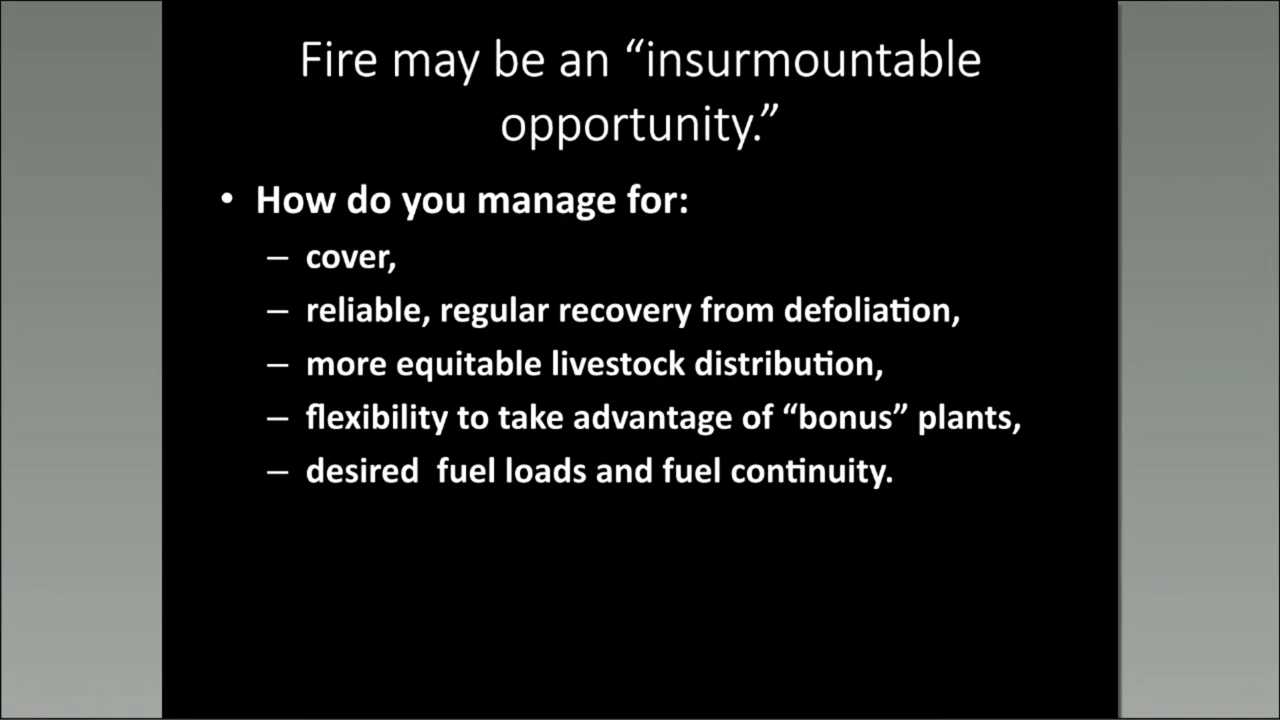 Fire may be an “insurmountable
opportunity.”
• How do you manage for:
– cover,
– reliable, regular recovery from defoliation,
– more equitable livestock distribution,
– flexibility to take advantage of “bonus” plants,
– desired  fuel loads and fuel continuity.